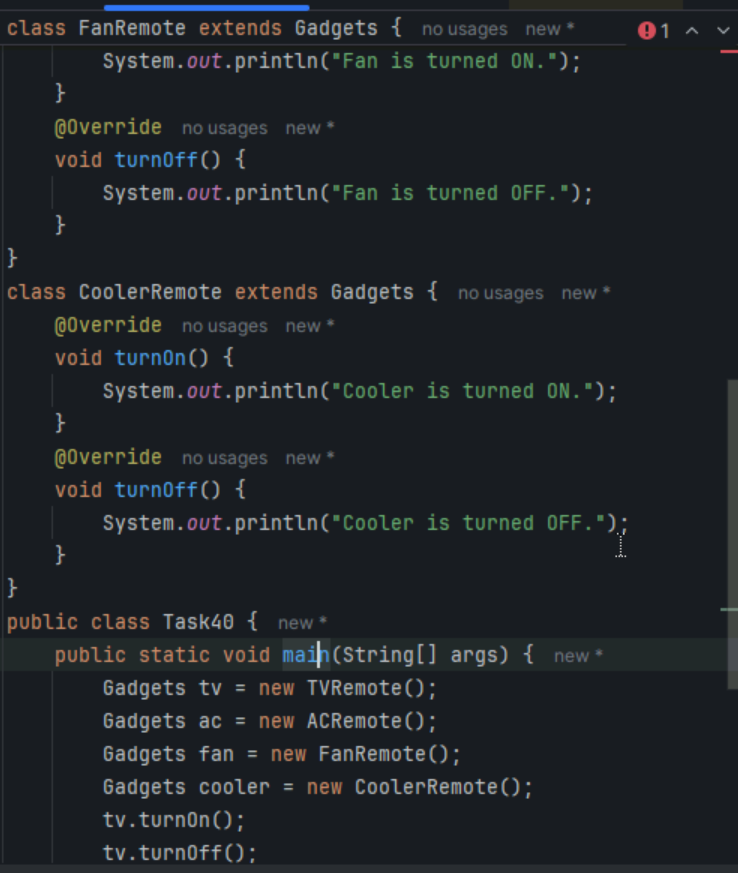 class FanRemote extends Gadgets { no usages new * 1
System.out.println("Fan is turned ON.");
}
@Override no usages new *
void turnOff() {
System.out.println("Fan is turned OFF.");
}
}
class CoolerRemote extends Gadgets { no usages new *
@Override no usages new *
void turnOn() {
System.out.println("Cooler is turned ON.");
}
@Override no usages new *
void turnOff() {
System.out.println("Cooler is turned OFF.");
}
}
public class Task40 { new *
public static void main(String[] args) { new *
Gadgets tv = new TVRemote();
Gadgets ac = new ACRemote();
Gadgets fan = new FanRemote();
Gadgets cooler = new CoolerRemote();
tv.turnOn();
tv.turnOff();